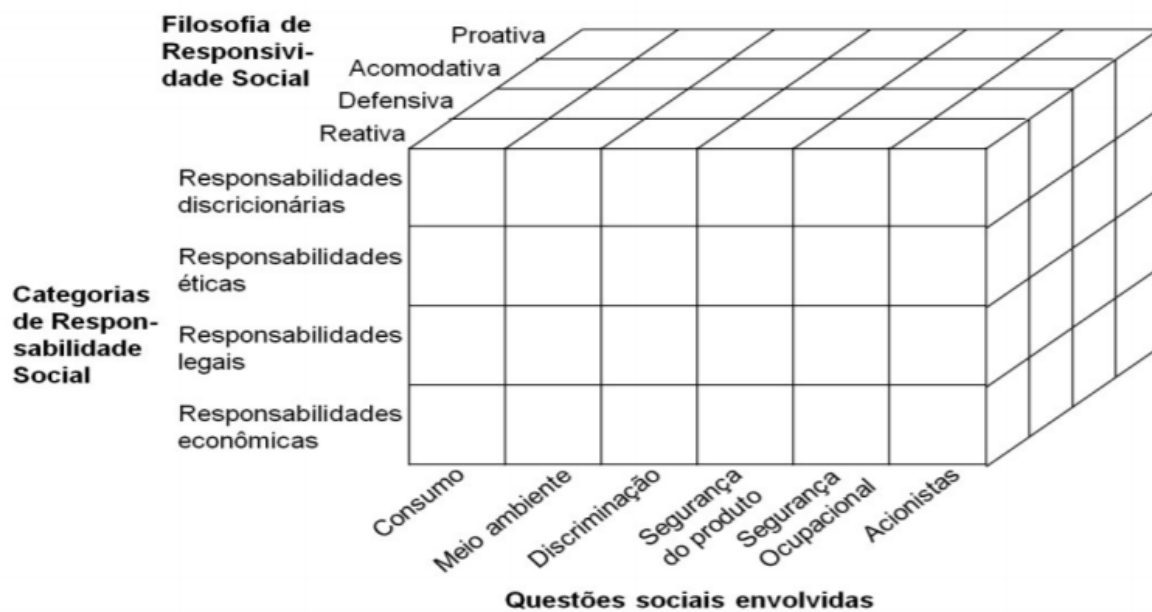 Filosofia de
Responsivi-
dade Social
Proativa
Acomodativa
Defensiva
Reativa
Categorias
de Respon-
sabilidade
Social
Responsabilidades
discricionárias
Responsabilidades
éticas
Responsabilidades
legais
Responsabilidades
econômicas
Consumo
Meio ambiente
Discriminação
Segurança
do produto
Segurança
Ocupacional
Acionistas
Questões sociais envolvidas